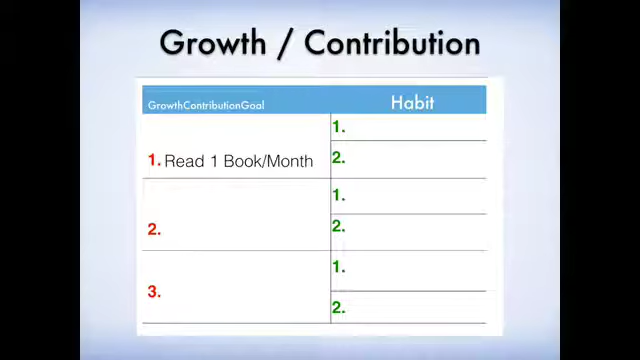 Growth / Contribution
GrowthContributionGoal Habit
1.
1. Read 1 Book/Month 2.
1.
2. 2.
1.
3.
2.